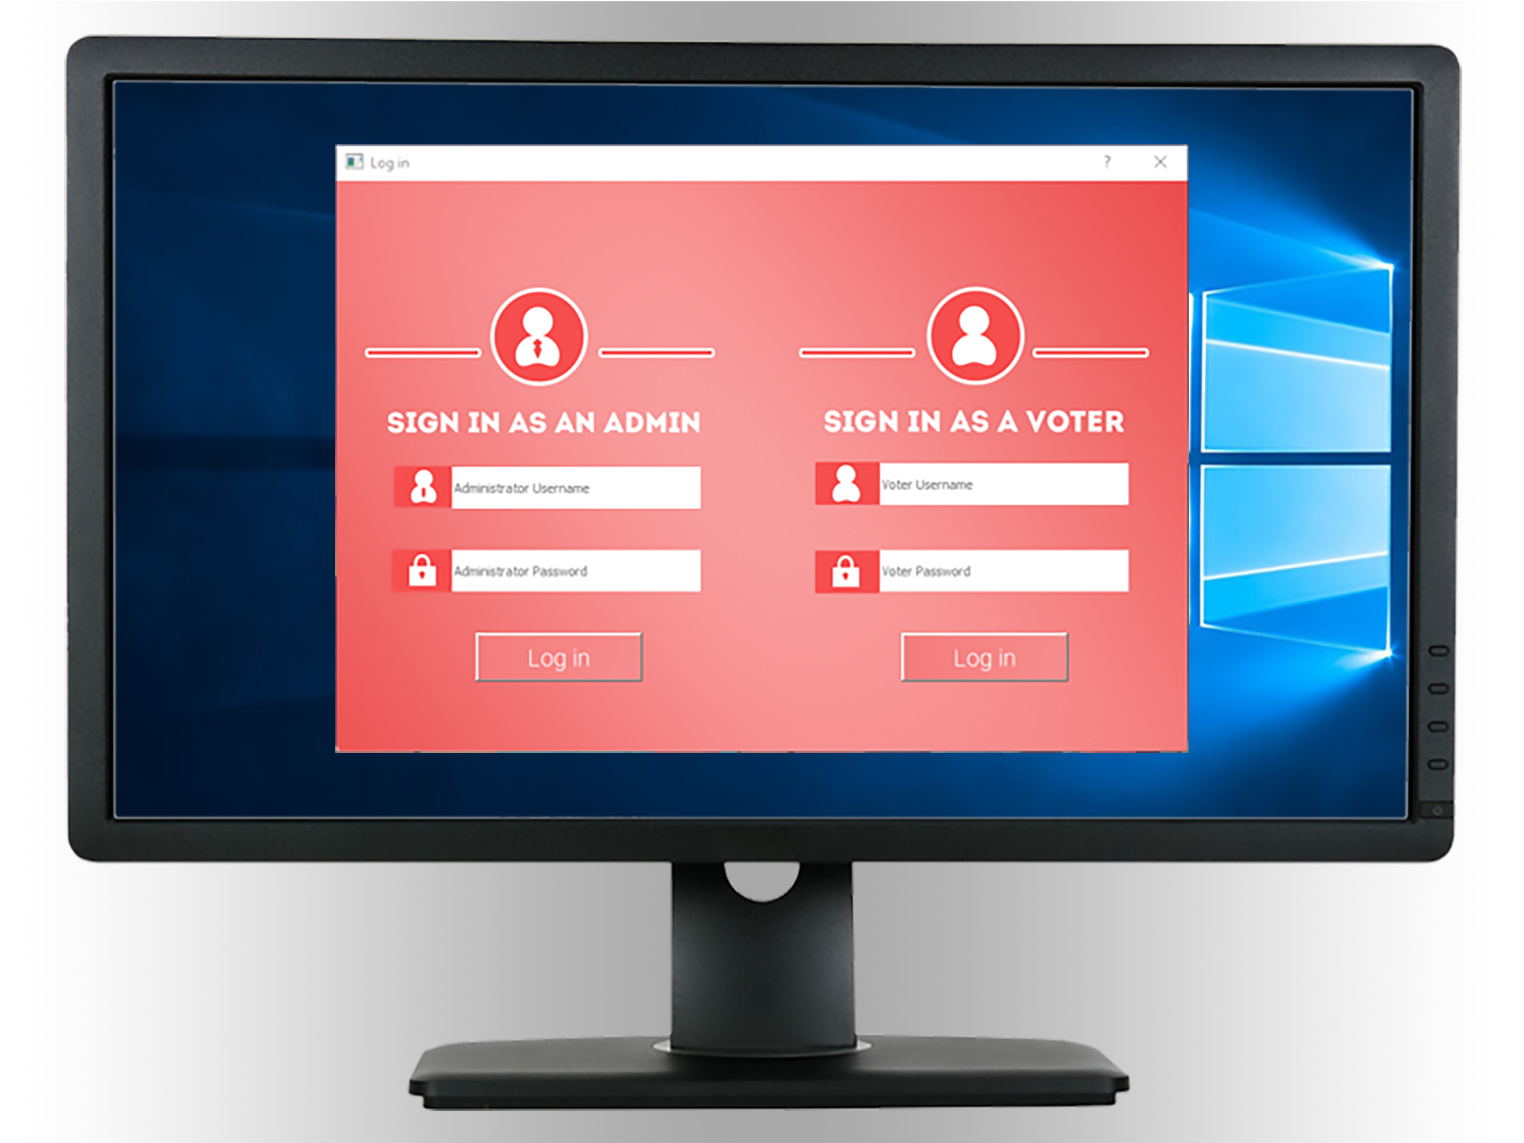 Log in
?
SIGN IN AS AN ADMIN
Administrator Username
Administrator Password
Log in
SIGN IN AS A VOTER
Voter Username
Voter Password
Log in